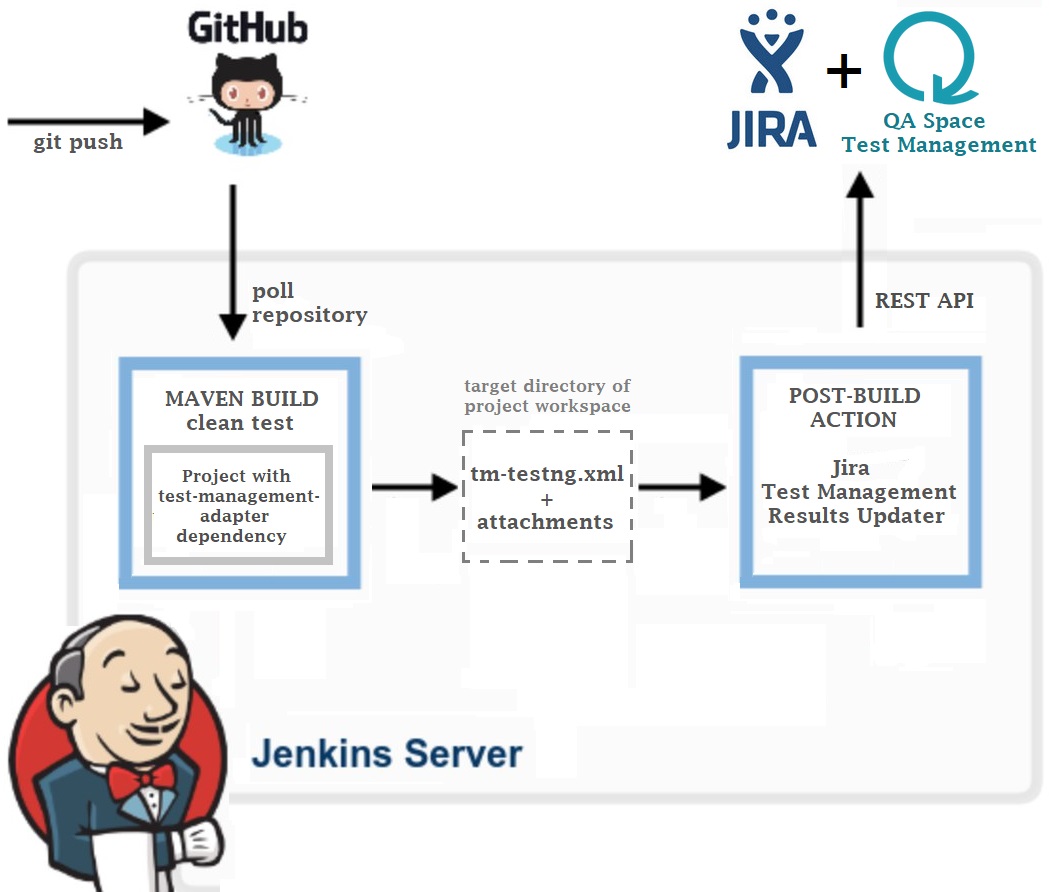 GitHub
git push
JIRA
+
QA Space
Test Management
poll
repository
REST API
MAVEN BUILD
clean test
Project with
test-management-
adapter
dependency
target directory of
project workspace
tm-testng.xml
+
attachments
POST-BUILD
ACTION
Jira
Test Management
Results Updater
Jenkins Server